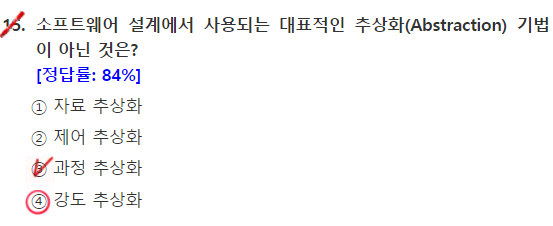 15. 소프트웨어 설계에서 사용되는 대표적인 추상화(Abstraction) 기법
이 아닌 것은?
[정답률: 84%]
① 자료 추상화
② 제어 추상화
③ 과정 추상화
④ 강도 추상화